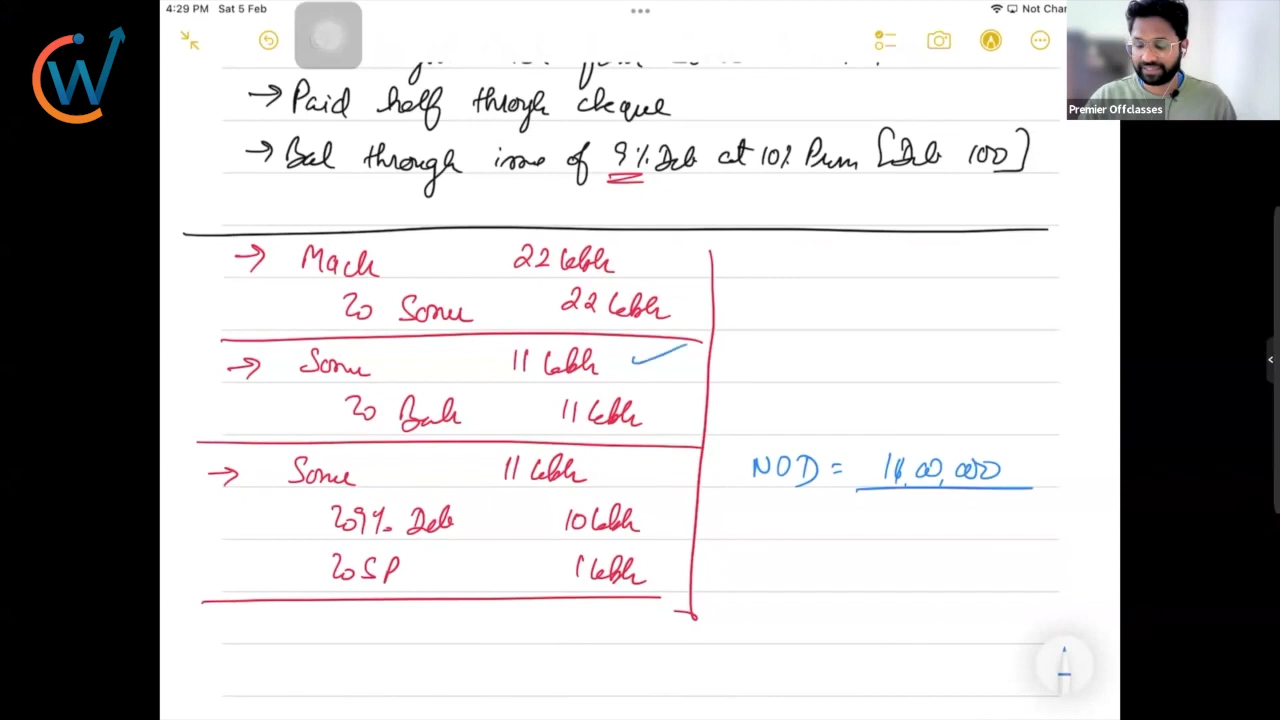 4:29 PM Sat 5 Feb
Not Char
Premier Offclasses
→ Paid half through cheque
→ Bal through issue of 9% Deb at 10% Prem [Deb 100]
→ Mach 22 lakh
To Sonu 22 lakh
→ Sonu 11 lakh ✓
To Bank 11 lakh
→ Sonu 11 lakh
To 9% Deb 10 lakh
To SP 1 lakh
NOD = 11,00,000